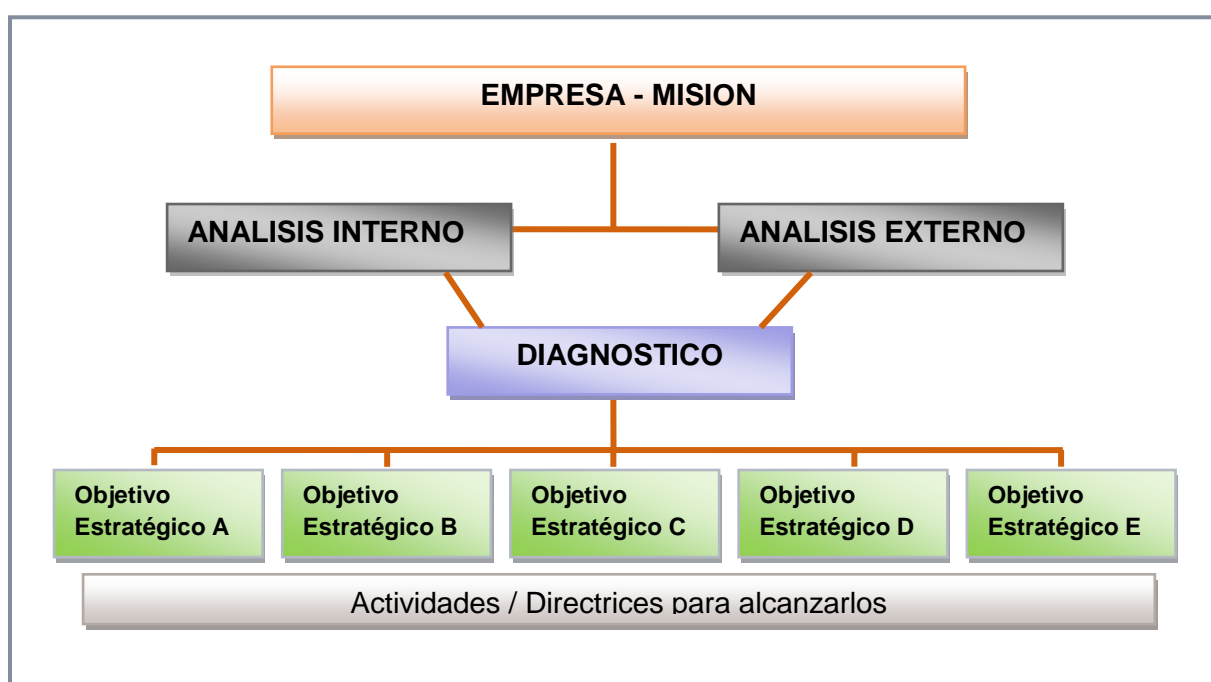 EMPRESA - MISION
ANALISIS INTERNO
ANALISIS EXTERNO
DIAGNOSTICO
Objetivo
Estratégico A
Objetivo
Estratégico B
Objetivo
Estratégico C
Objetivo
Estratégico D
Objetivo
Estratégico E
Actividades / Directrices para alcanzarlos